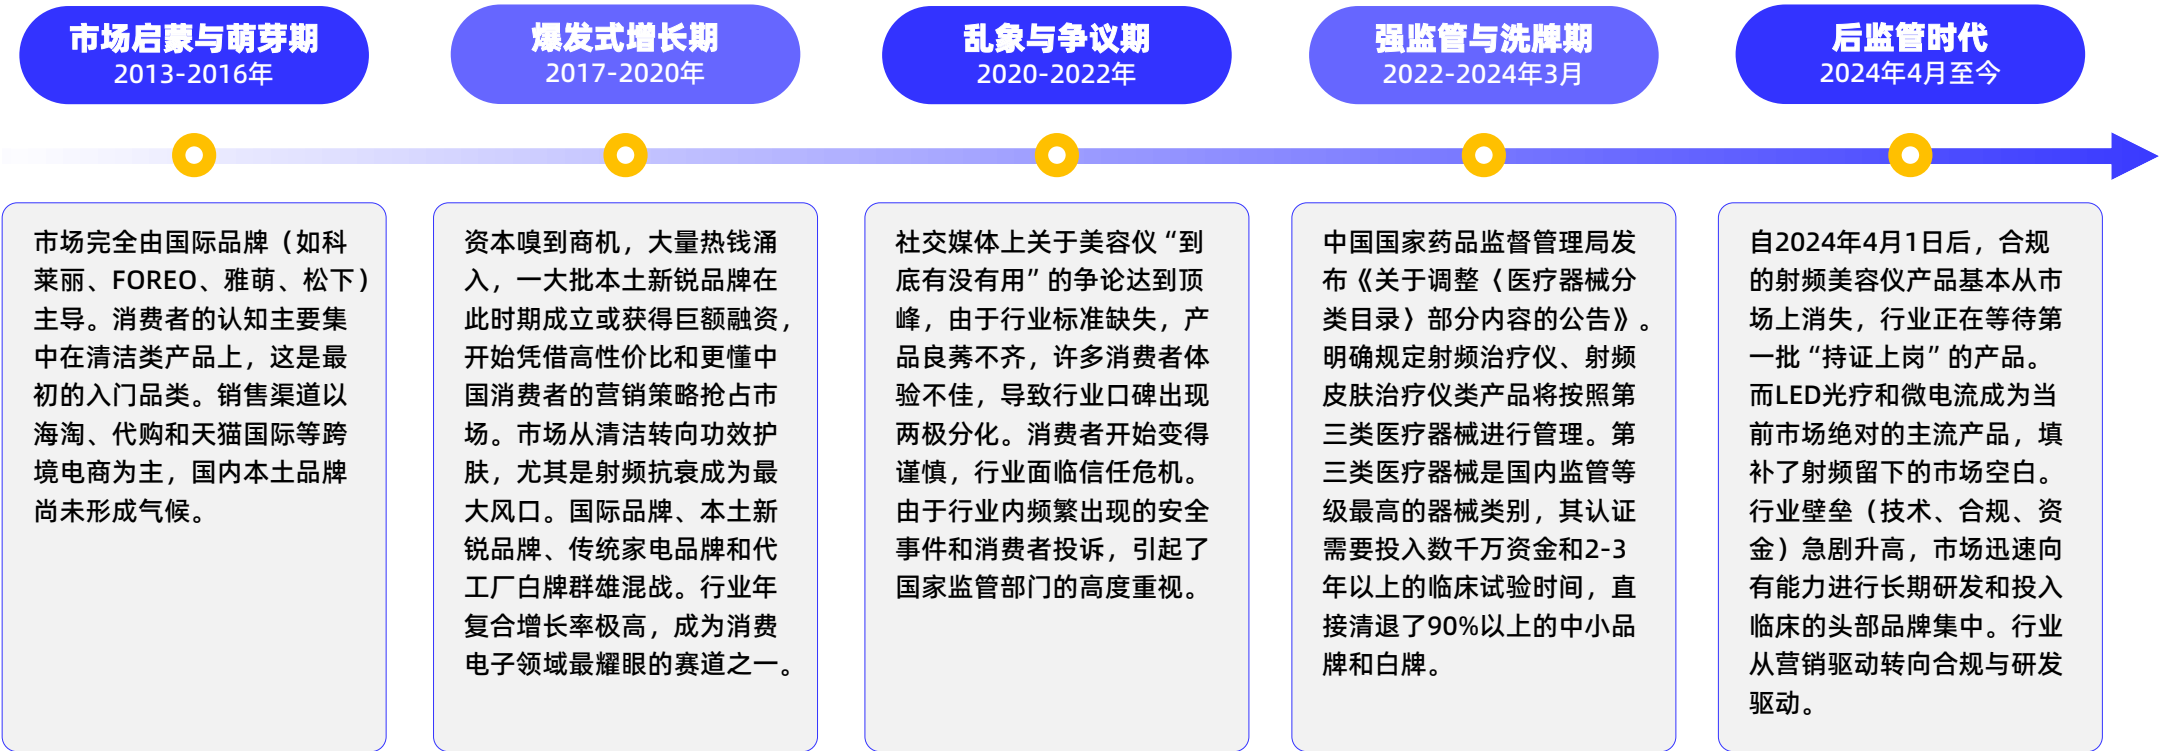 市场启蒙与萌芽期
2013-2016年
爆发式增长期
2017-2020年
乱象与争议期
2020-2022年
强监管与洗牌期
2022-2024年3月
后监管时代
2024年4月至今
市场完全由国际品牌（如科
莱丽、FOREO、雅萌、松下）
主导。消费者的认知主要集
中在清洁类产品上，这是最
初的入门品类。销售渠道以
海淘、代购和天猫国际等跨
境电商为主，国内本土品牌
尚未形成气候。
资本嗅到商机，大量热钱涌
入，一大批本土新锐品牌在
此时期成立或获得巨额融资，
开始凭借高性价比和更懂中
国消费者的营销策略抢占市
场。市场从清洁转向功效护
肤，尤其是射频抗衰成为最
大风口。国际品牌、本土新
锐品牌、传统家电品牌和代
工厂白牌群雄混战。行业年
复合增长率极高，成为消费
电子领域最耀眼的赛道之一。
社交媒体上关于美容仪“到
底有没有用”的争论达到顶
峰，由于行业标准缺失，产
品良莠不齐，许多消费者体
验不佳，导致行业口碑出现
两极分化。消费者开始变得
谨慎，行业面临信任危机。
由于行业内频繁出现的安全
事件和消费者投诉，引起了
国家监管部门的高度重视。
中国国家药品监督管理局发
布《关于调整〈医疗器械分
类目录〉部分内容的公告》。
明确规定射频治疗仪、射频
皮肤治疗仪类产品将按照第
三类医疗器械进行管理。第
三类医疗器械是国内监管等
级最高的器械类别，其认证
需要投入数千万资金和2-3
年以上的临床试验时间，直
接清退了90%以上的中小品
牌和白牌。
自2024年4月1日后，合规
的射频美容仪产品基本从市
场上消失，行业正在等待第
一批“持证上岗”的产品。
而LED光疗和微电流成为当
前市场绝对的主流产品，填
补了射频留下的市场空白。
行业壁垒（技术、合规、资
金）急剧升高，市场迅速向
有能力进行长期研发和投入
临床的头部品牌集中。行业
从营销驱动转向合规与研发
驱动。